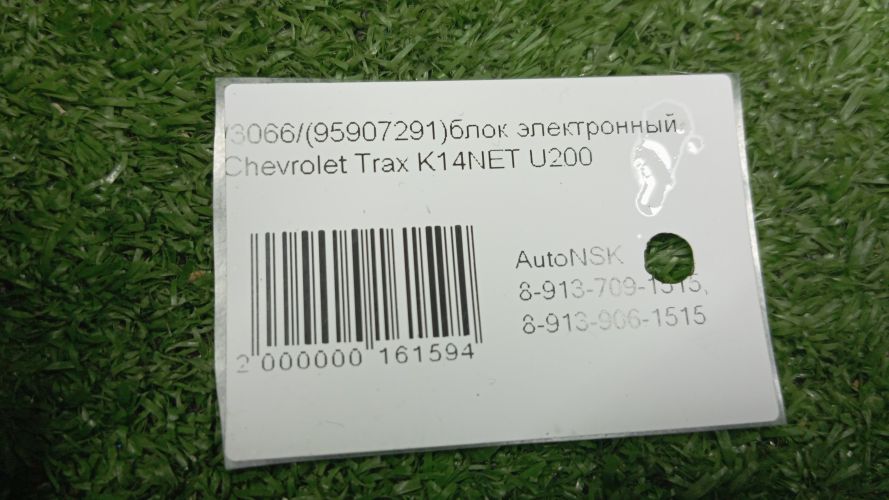 /3066/(95907291)блок электронный
Chevrolet Trax K14NET U200
AutoNSK
8-913-709-1515,
8-913-906-1515
2 000000 161594